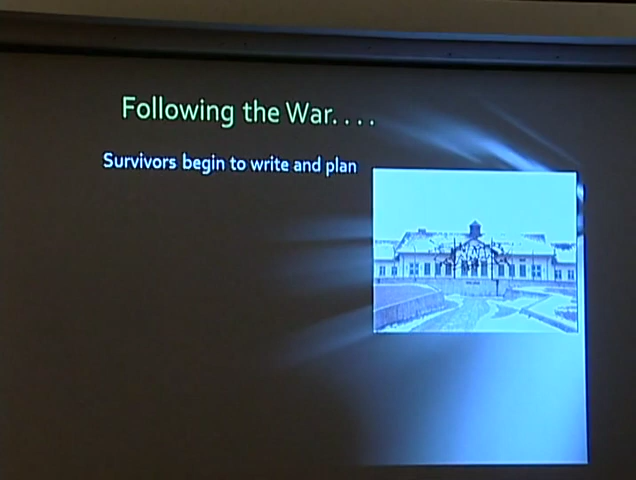 Following the War. . . .
Survivors begin to write and plan